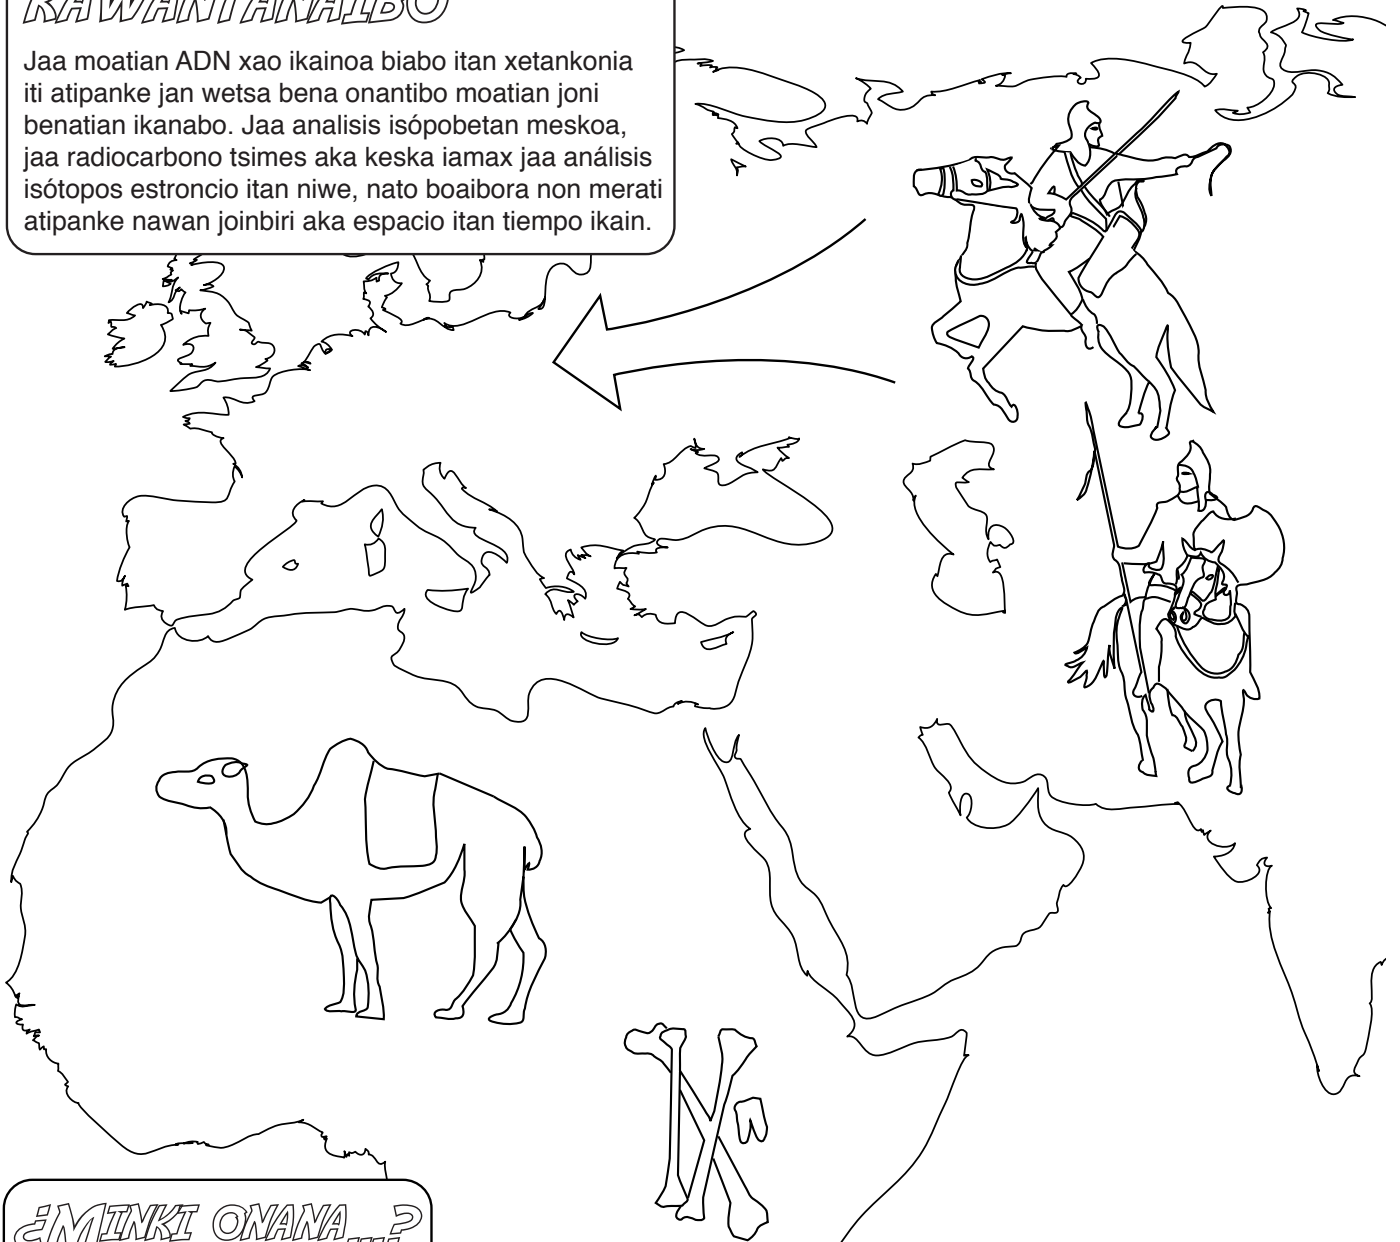 RAWANTANAIBO
Jaa moatian ADN xao ikainoa biabo itan xetankonia
iti atipanke jan wetsa bena onantibo moatian joni
benatian ikanabo. Jaa analisis isópobetan meskoa,
jaa radiocarbono tsimes aka keska iamax jaa análisis
isótopos estroncio itan niwe, nato boaibora non merati
atipanke nawan joinbiri aka espacio itan tiempo ikain.
¿MINKI ONANA...?